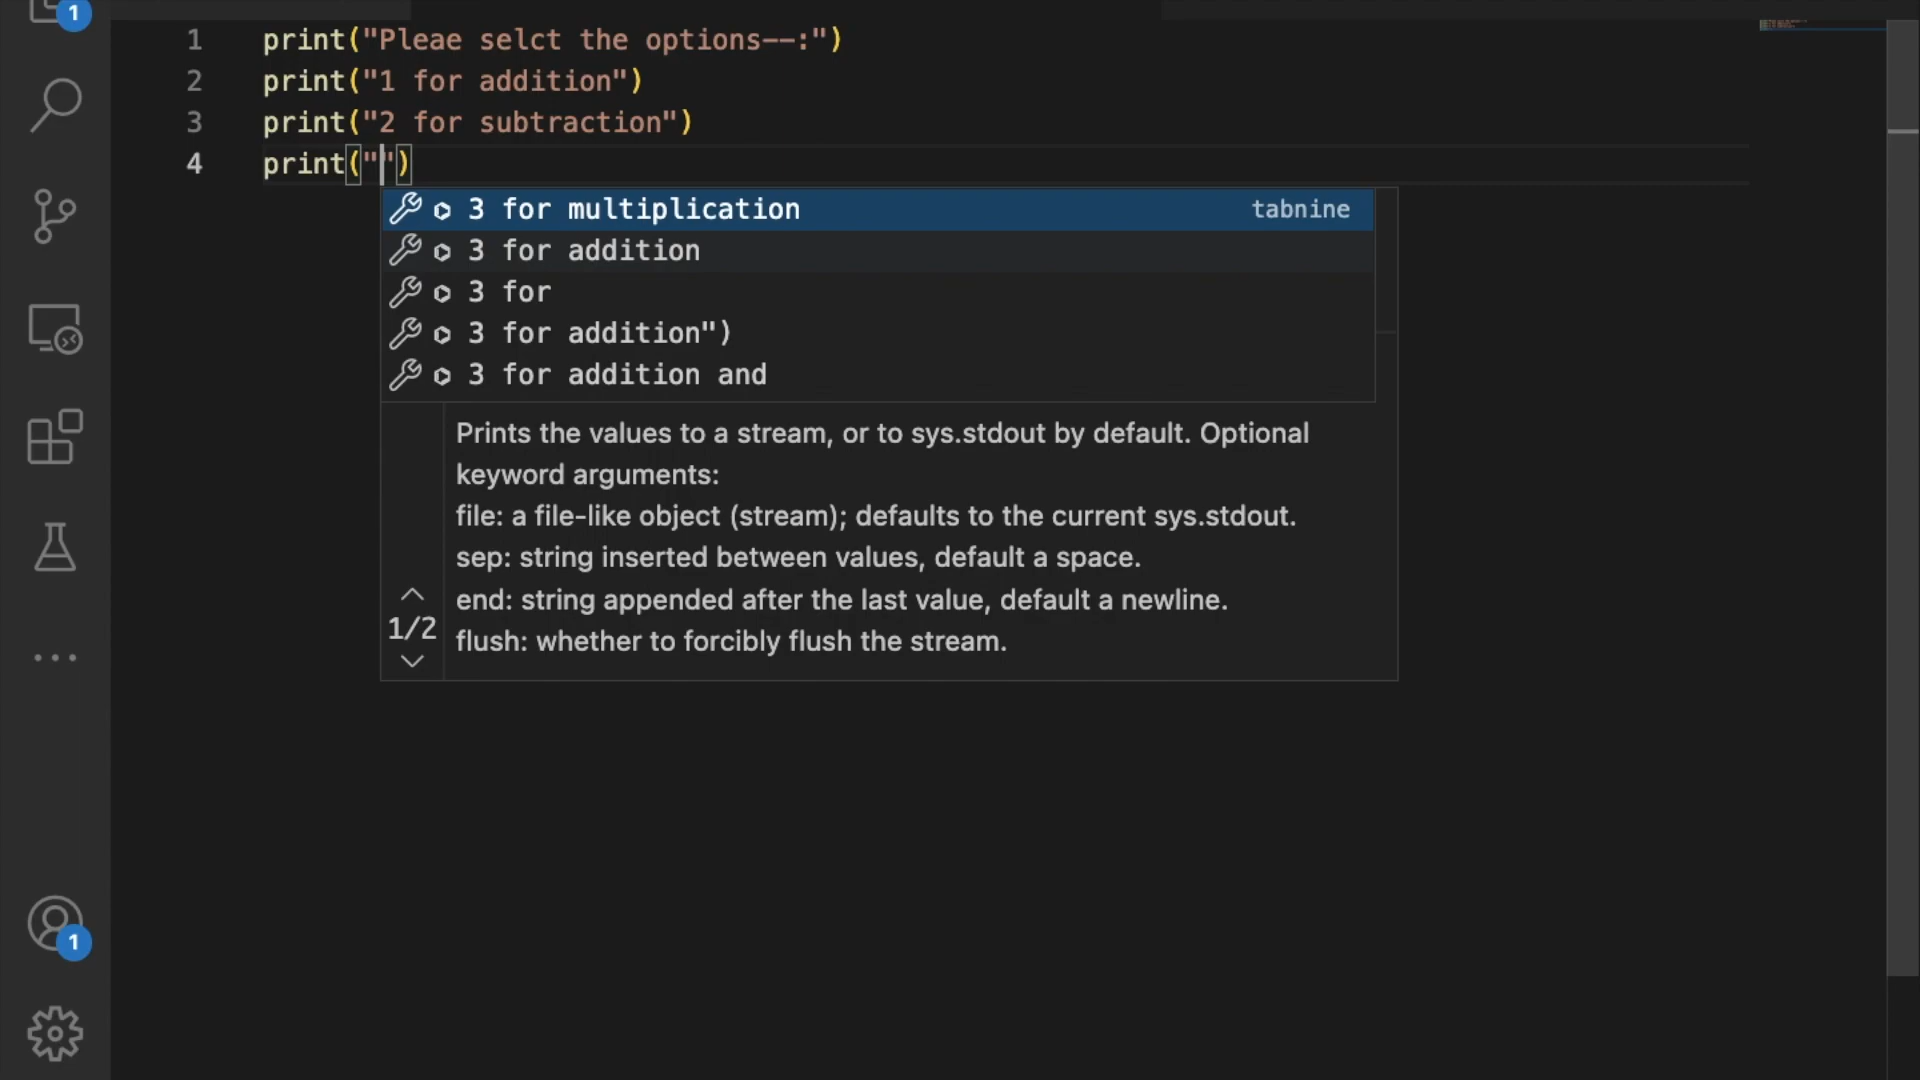 1
1 print("Pleae selct the options--:")
2 print("1 for addition")
3 print("2 for subtraction")
4 print("")
3 for multiplication tabnine
3 for addition
3 for
3 for addition")
3 for addition and
Prints the values to a stream, or to sys.stdout by default. Optional
keyword arguments:
file: a file-like object (stream); defaults to the current sys.stdout.
sep: string inserted between values, default a space.
end: string appended after the last value, default a newline.
1/2
flush: whether to forcibly flush the stream.
1